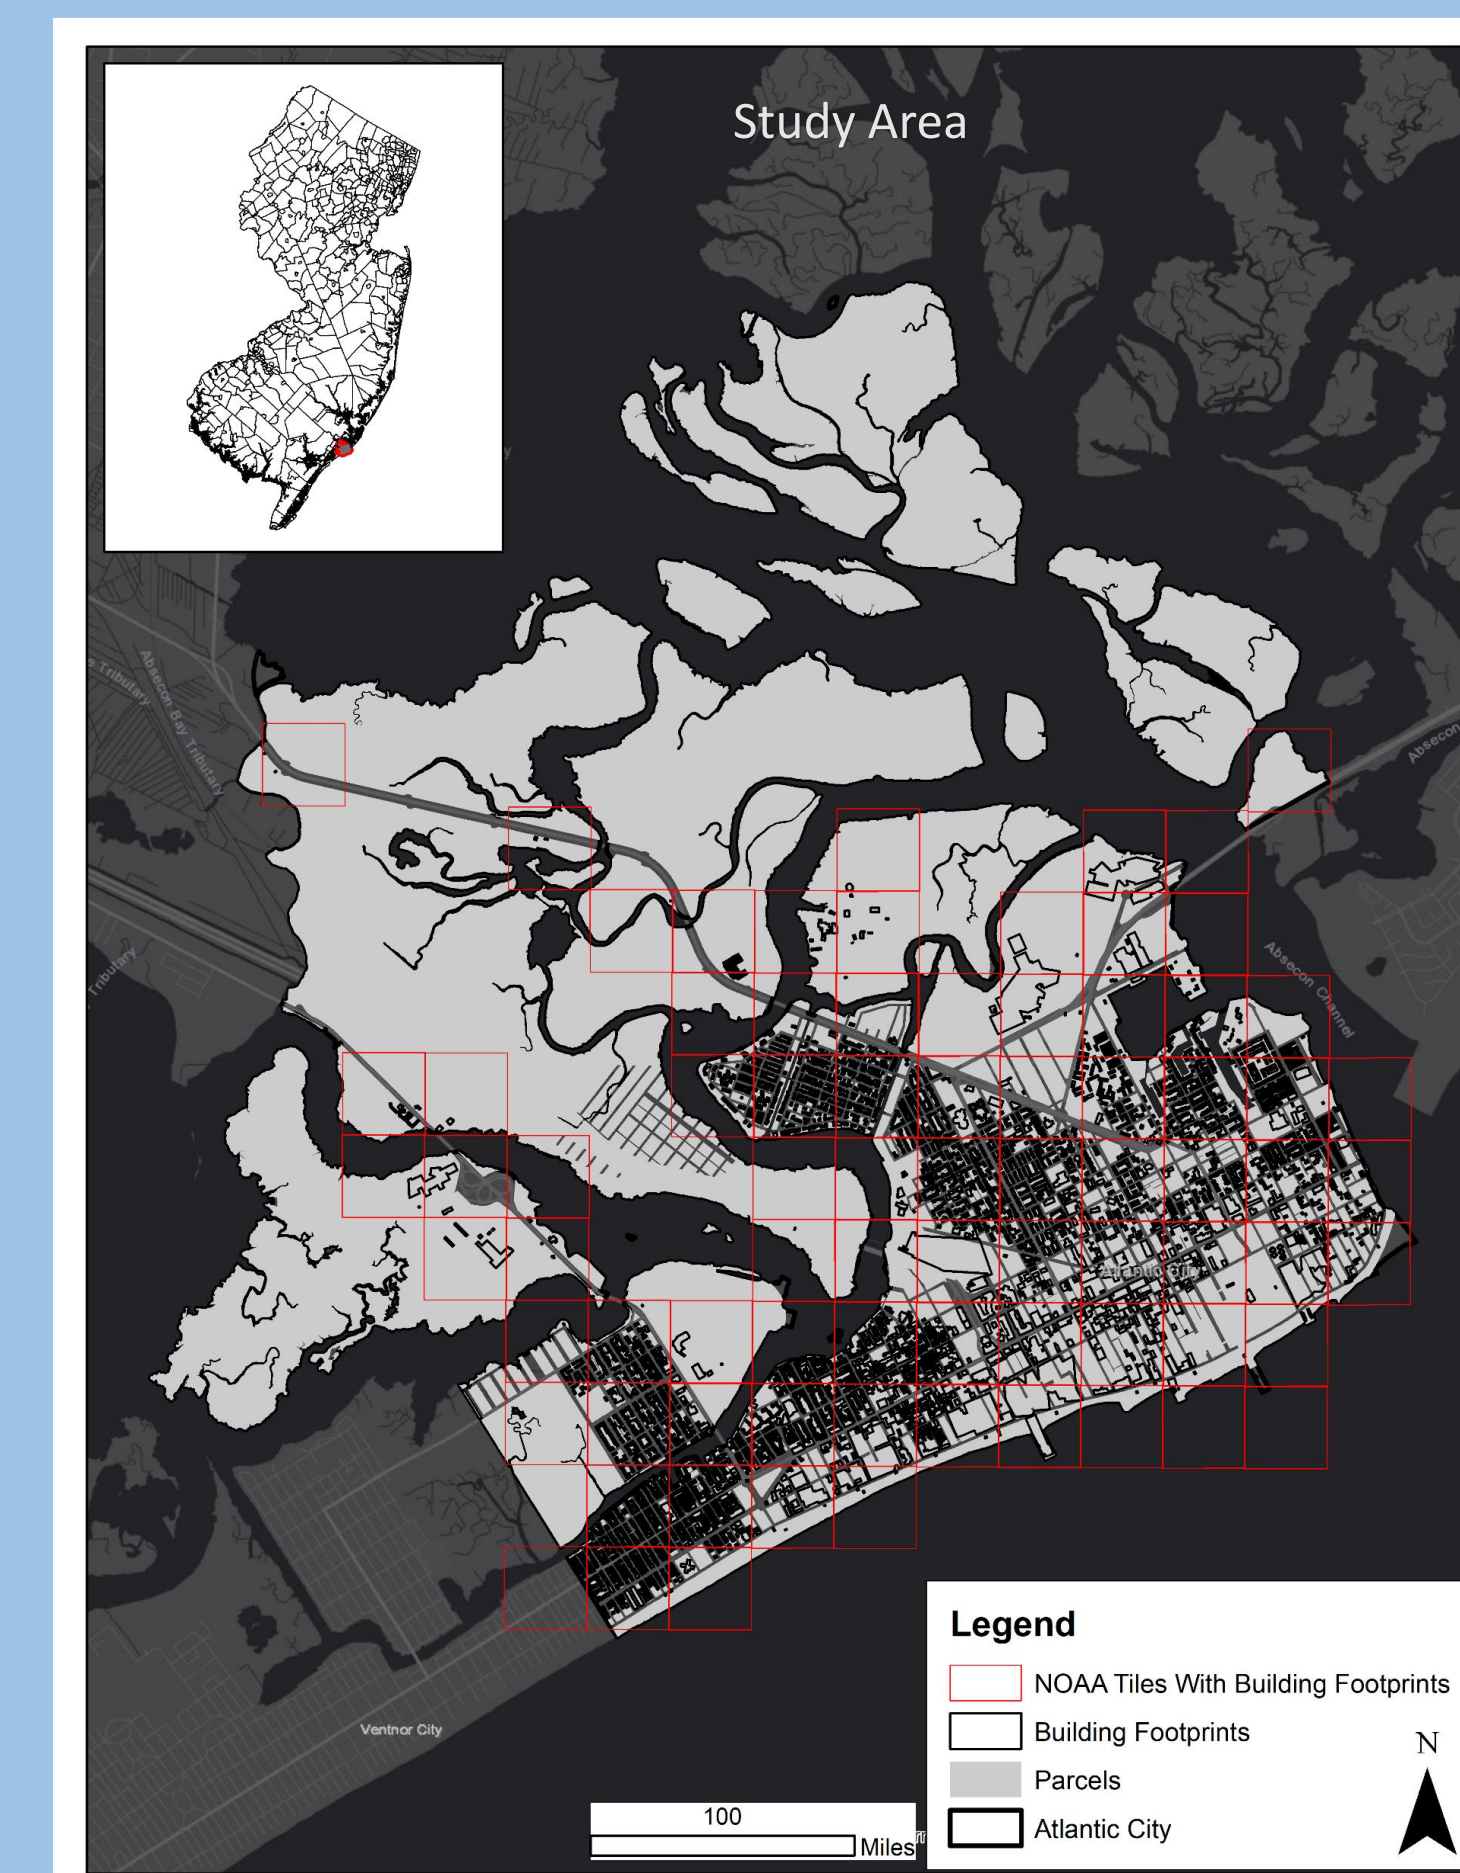 Study Area
Absecon Bay Tributary
e Tributary
Tributary
Absecon
Absecon Channel
Atlantic City
Ventnor City
Legend
NOAA Tiles With Building Footprints
Building Footprints
Parcels
Atlantic City
N
100
Miles